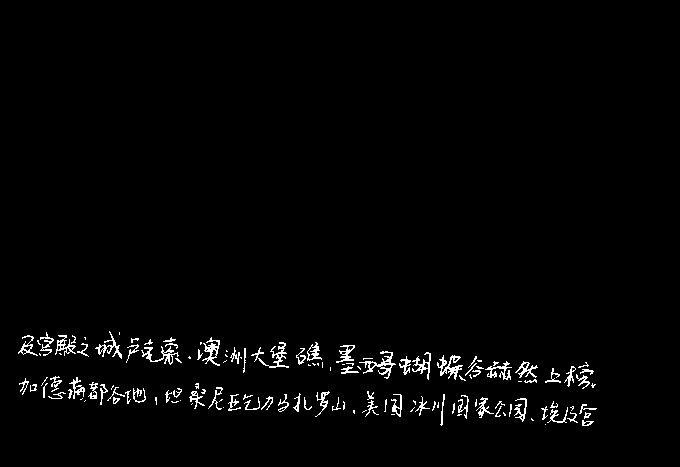 及宫殿之城卢克索、澳洲大堡礁,墨西哥蝴蝶谷赫然上榜。
加德满都谷地,坦桑尼亚乞力马扎罗山、美国冰川国家公园、埃及宫